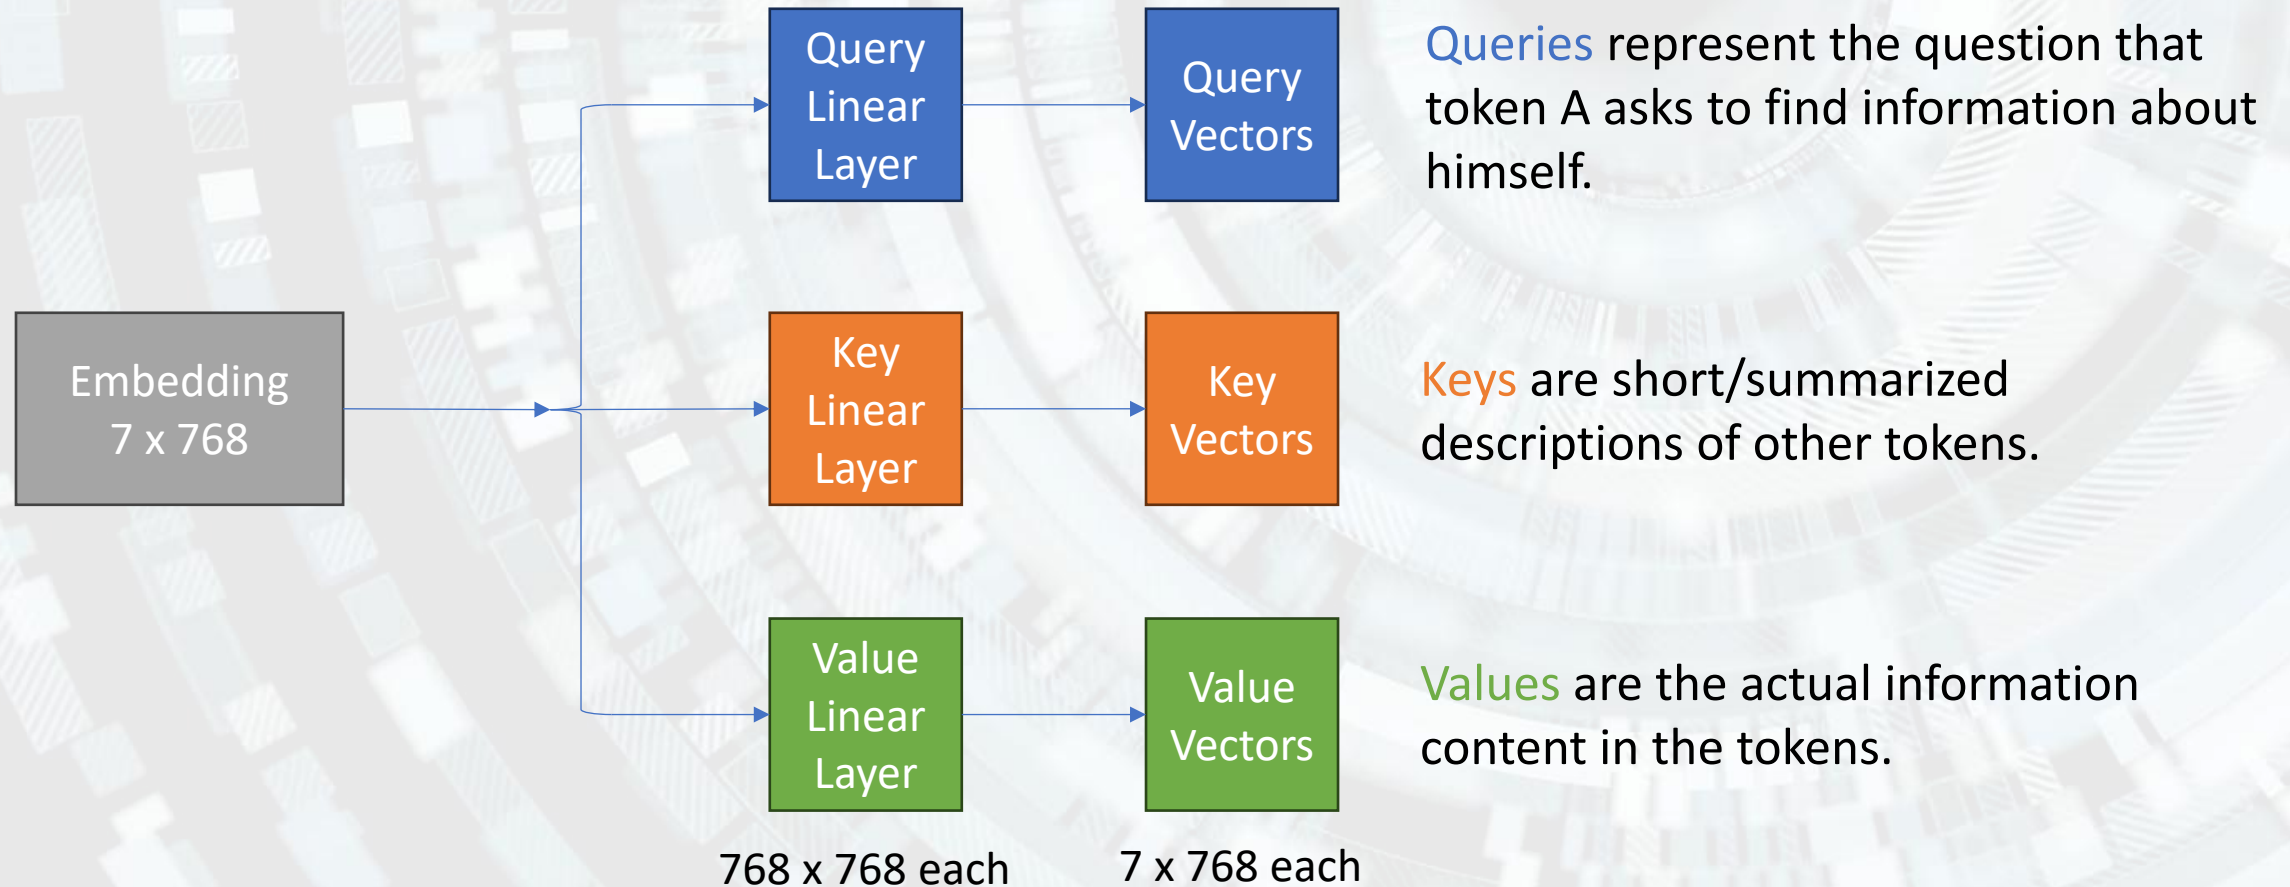 Query
Linear
Layer
Query
Vectors
Queries represent the question that
token A asks to find information about
himself.
Embedding
7 x 768
Key
Linear
Layer
Key
Vectors
Keys are short/summarized
descriptions of other tokens.
Value
Linear
Layer
Value
Vectors
Values are the actual information
content in the tokens.
768 x 768 each
7 x 768 each